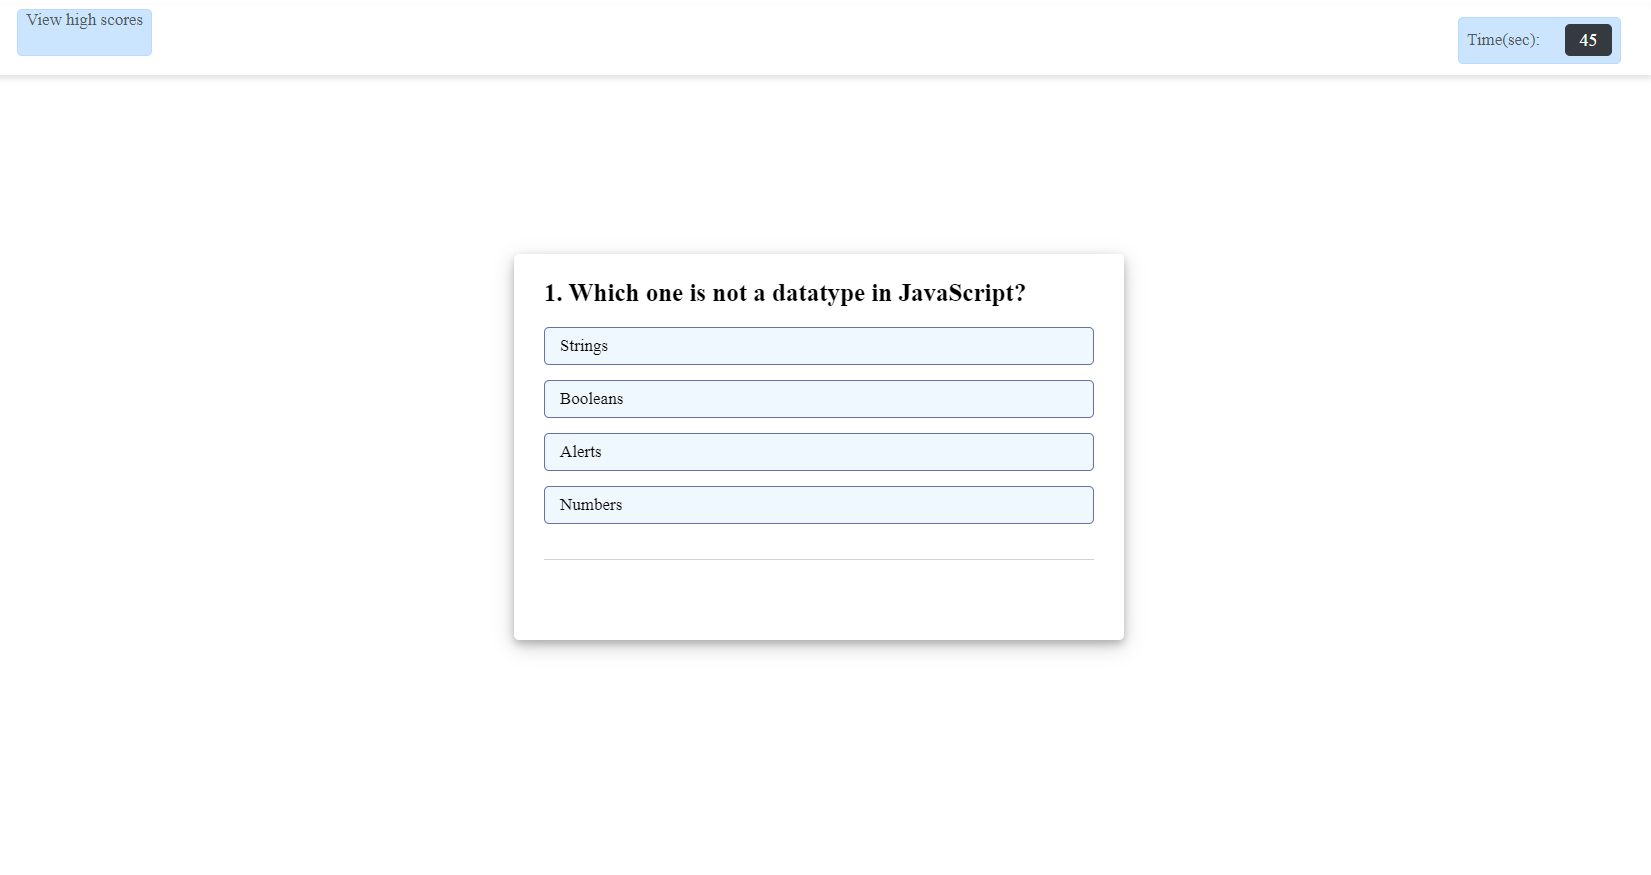 View high scores
Time(sec): 45
1. Which one is not a datatype in JavaScript?
Strings
Booleans
Alerts
Numbers